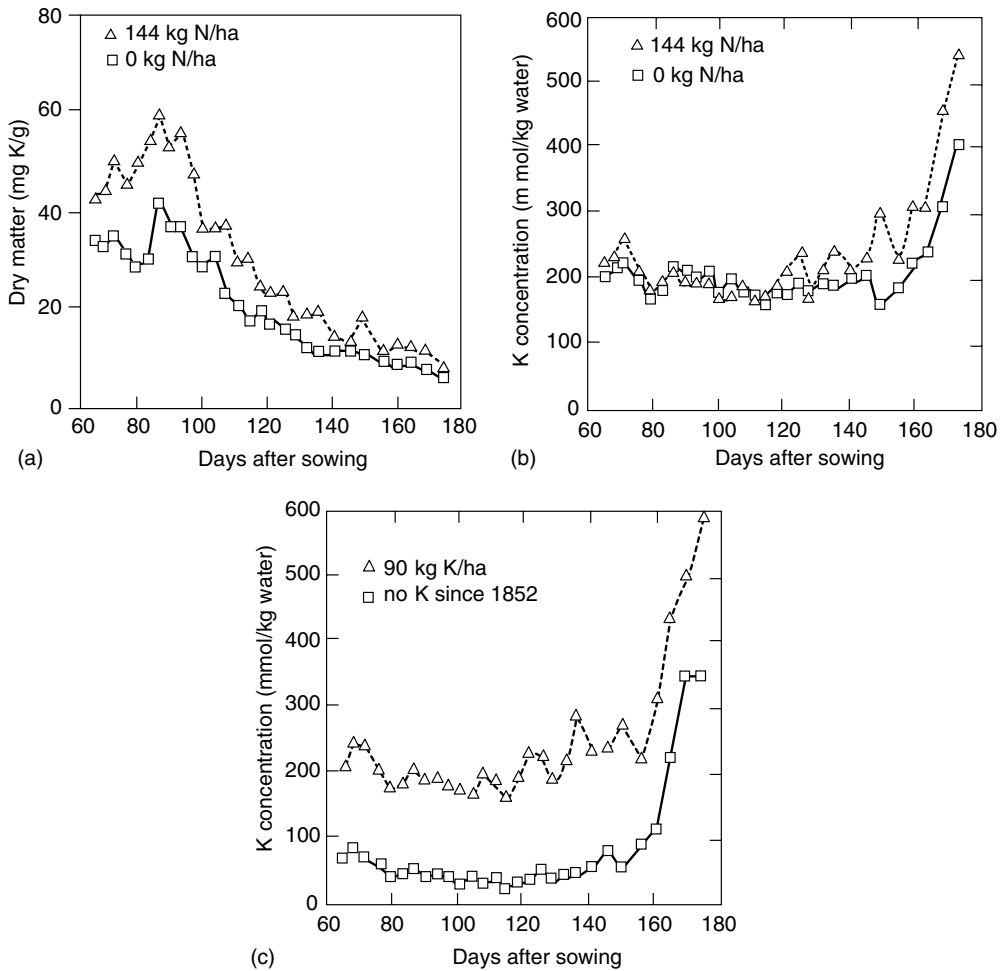 80
60
40
20
0
Dry matter (mg K/g)
144 kg N/ha
0 kg N/ha
60 80 100 120 140 160 180
(a)
Days after sowing
600
500
400
300
200
100
0
K concentration (m mol/kg water)
144 kg N/ha
0 kg N/ha
60 80 100 120 140 160 180
(b)
Days after sowing
600
500
400
300
200
100
0
K concentration (mmol/kg water)
90 kg K/ha
no K since 1852
60 80 100 120 140 160 180
(c)
Days after sowing